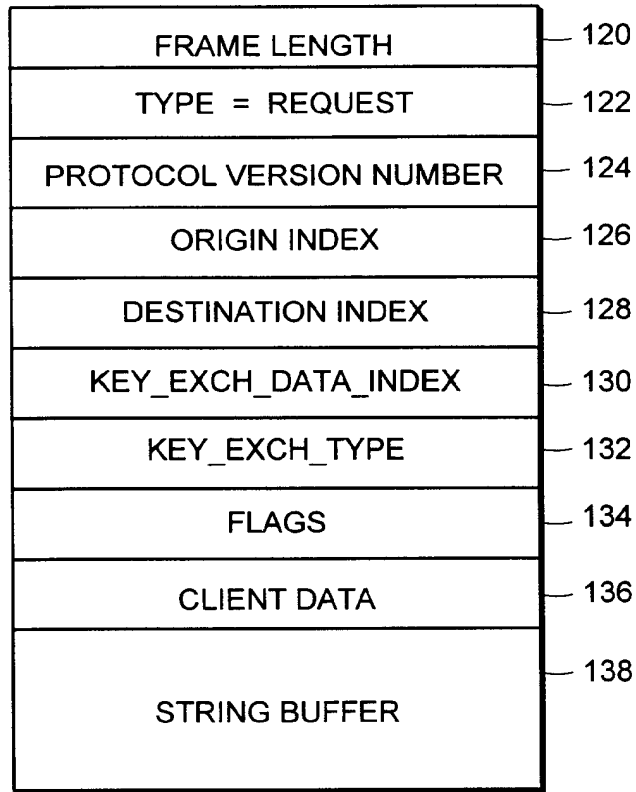 FRAME LENGTH 120
TYPE = REQUEST 122
PROTOCOL VERSION NUMBER 124
ORIGIN INDEX 126
DESTINATION INDEX 128
KEY_EXCH_DATA_INDEX 130
KEY_EXCH_TYPE 132
FLAGS 134
CLIENT DATA 136
STRING BUFFER 138